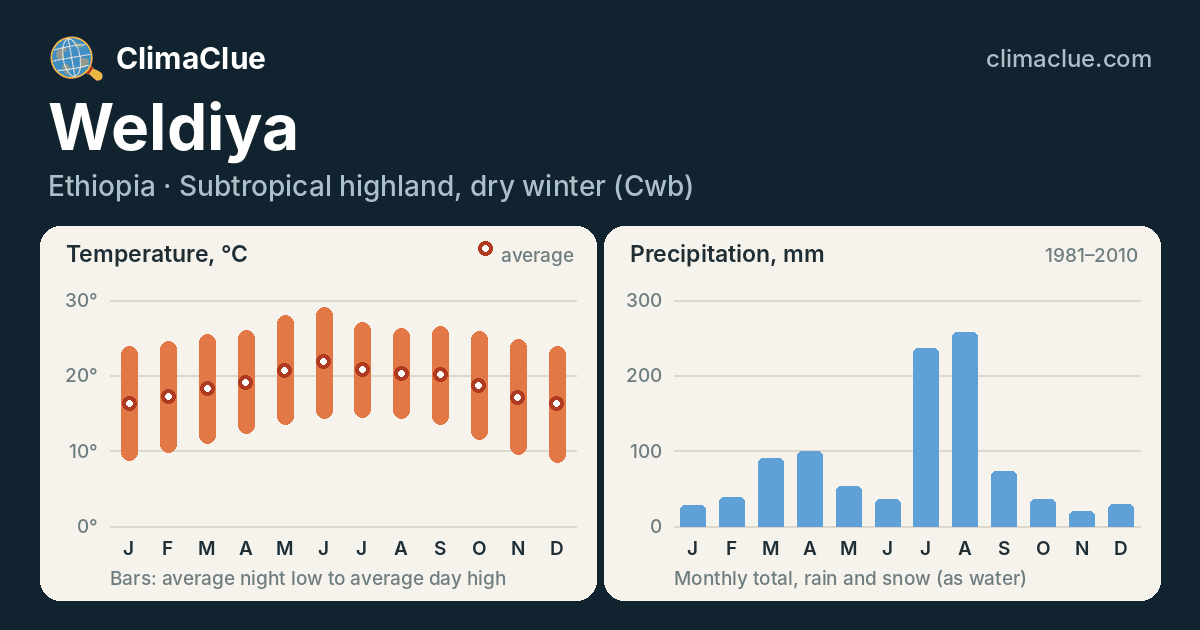 ClimaClue
climaclue.com
Weldiya
Ethiopia · Subtropical highland, dry winter (Cwb)
Temperature, °C
average
30°
20°
10°
0°
J F M A M J J A S O N D
Bars: average night low to average day high
Precipitation, mm
1981–2010
300
200
100
0
J F M A M J J A S O N D
Monthly total, rain and snow (as water)